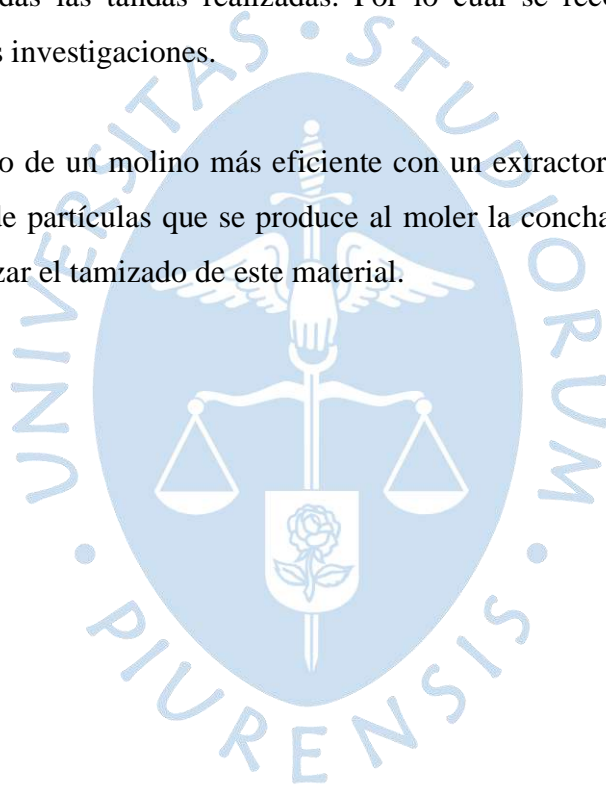 das las tandas realizadas. Por lo cual se rec
s investigaciones.
o de un molino más eficiente con un extractor
de partículas que se produce al moler la concha
zar el tamizado de este material.
UNIVERSITAS • STUDIORUM • PIURENSIS •